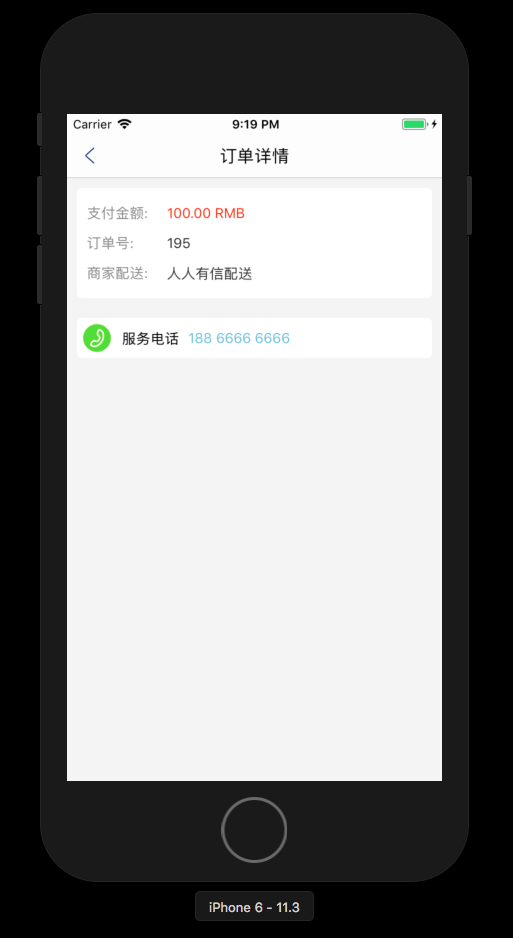 Carrier 9:19 PM
订单详情
支付金额: 100.00 RMB
订单号: 195
商家配送: 人人有信配送
服务电话 188 6666 6666
iPhone 6 - 11.3